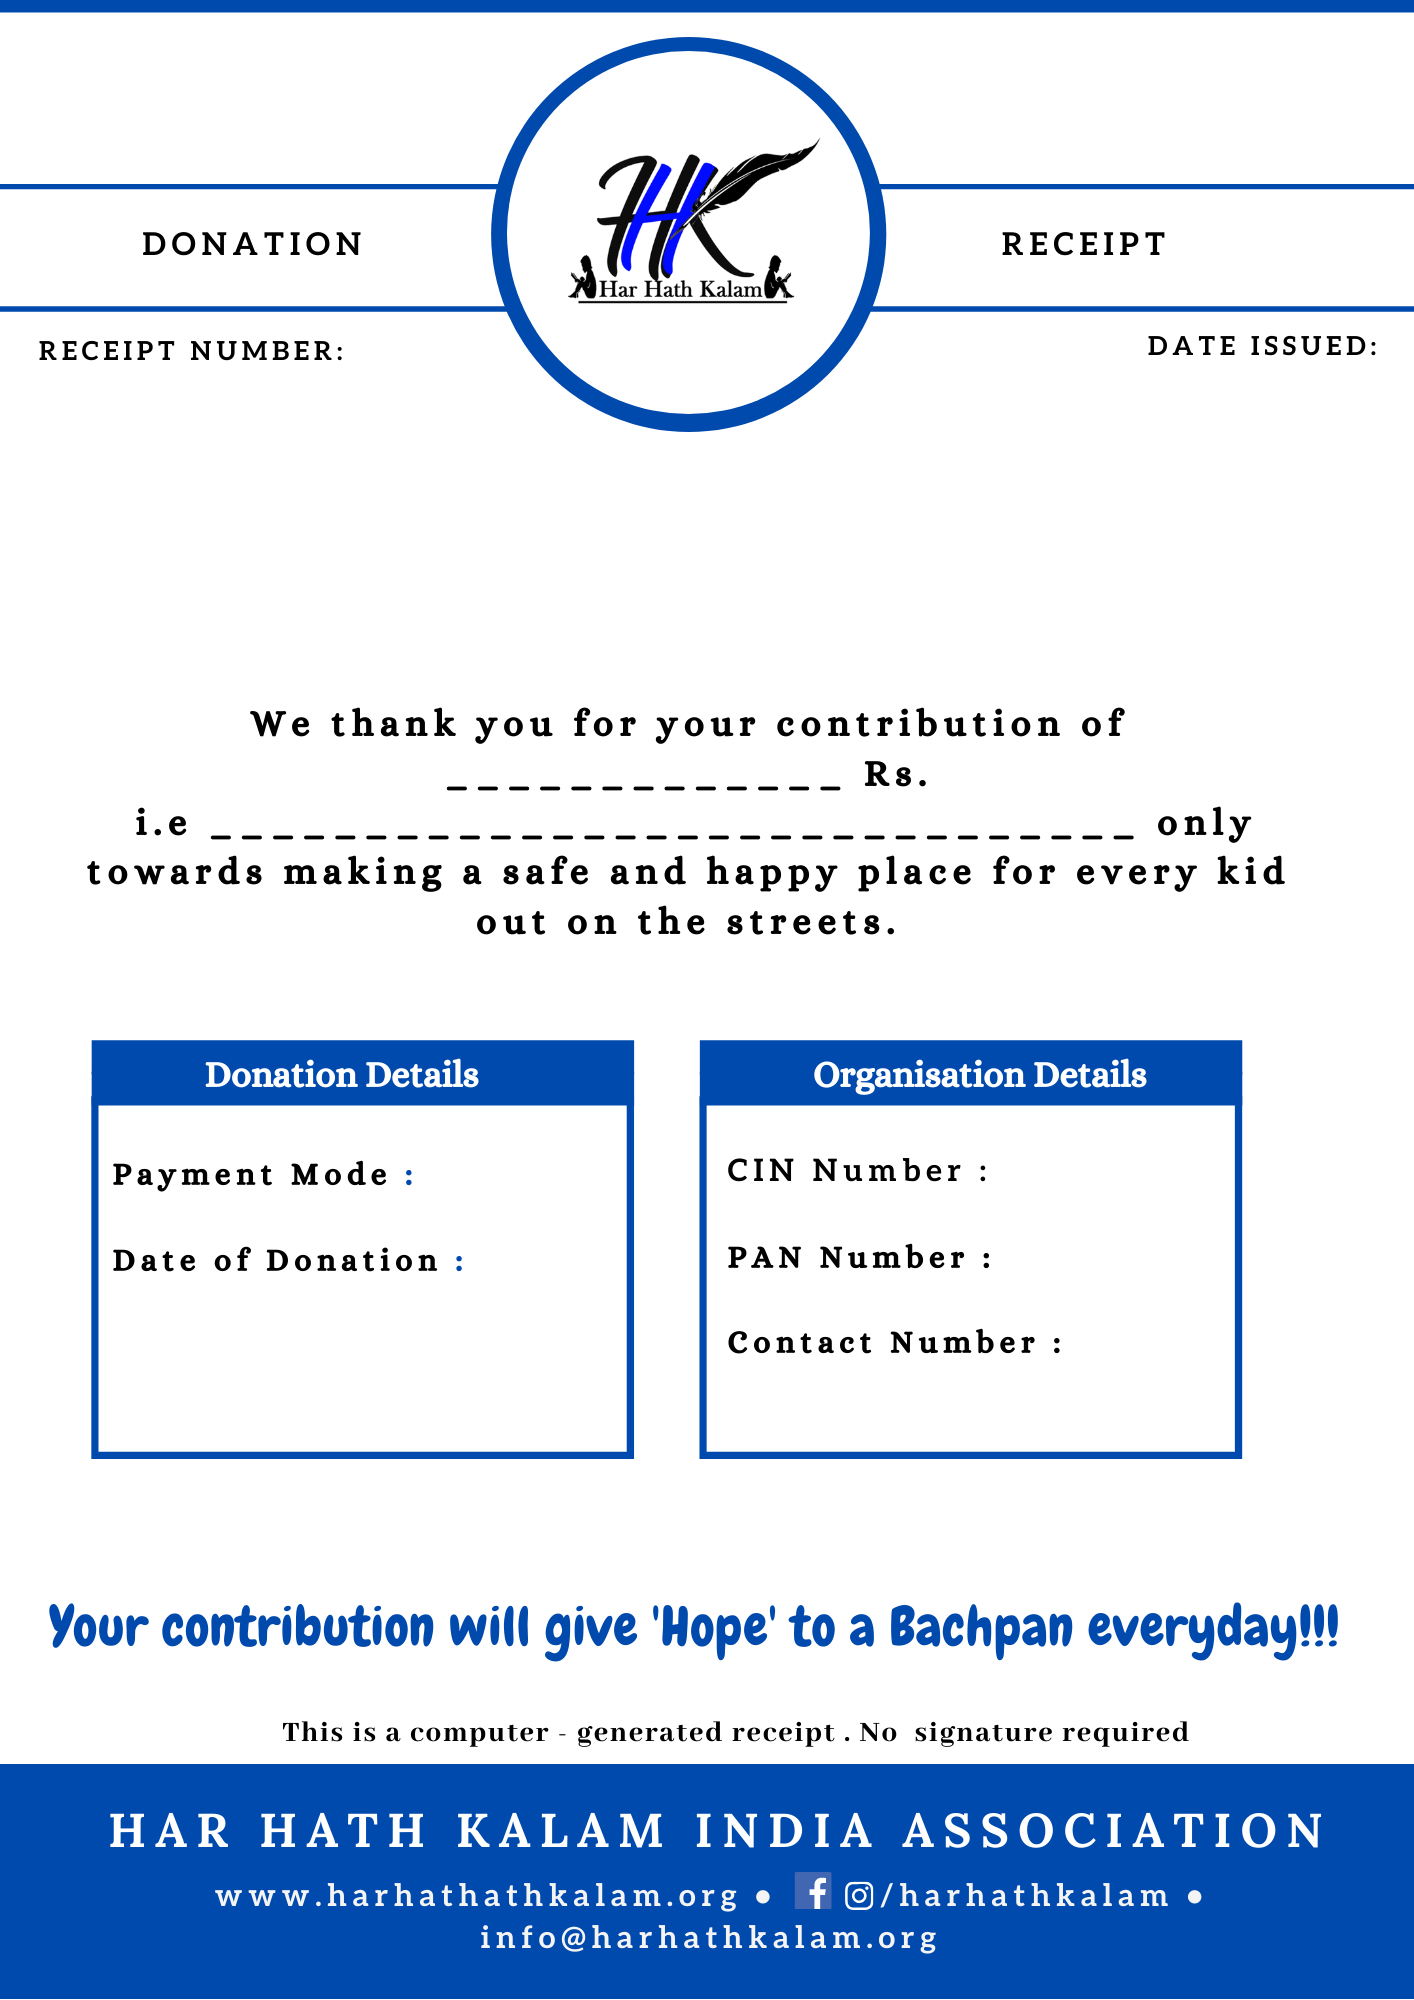 DONATION
RECEIPT
HHK
Har Hath Kalam
RECEIPT NUMBER:
DATE ISSUED:
We thank you for your contribution of
_____________ Rs.
i.e ______________________________ only
towards making a safe and happy place for every kid
out on the streets.
Donation Details
Payment Mode :
Date of Donation :
Organisation Details
CIN Number :
PAN Number :
Contact Number :
Your contribution will give 'Hope' to a Bachpan everyday!!!
This is a computer - generated receipt . No  signature required
HAR HATH KALAM INDIA ASSOCIATION
www.harhathathkalam.org ● f /harhathkalam ●
info@harhathkalam.org